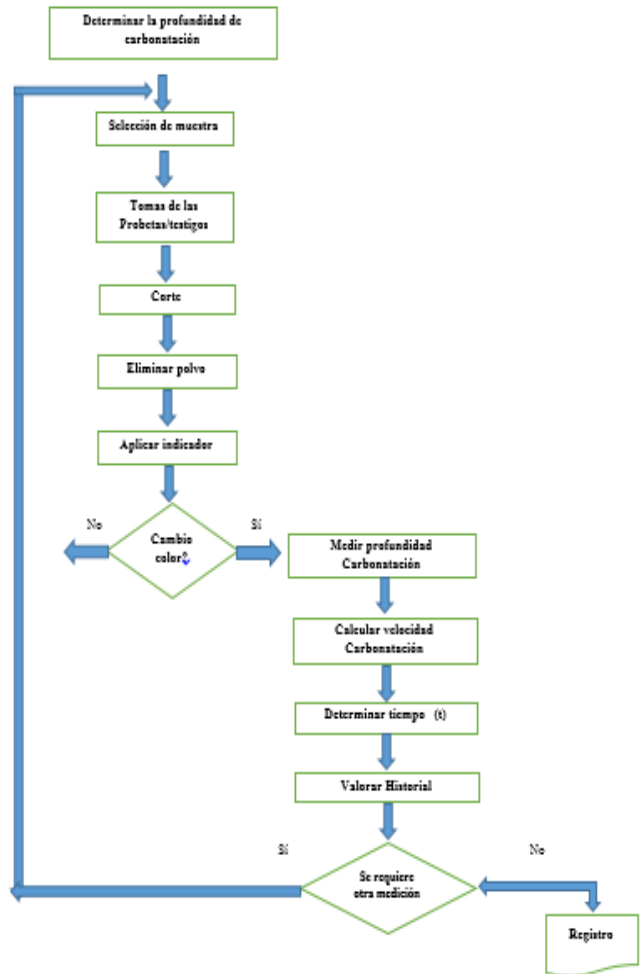 Determinar la profundidad de
carbonatación
Selección de muestra
Tomas de las
Probetas/testigos
Corte
Eliminar polvo
Aplicar indicador
No
Cambio
color?
Sí
Medir profundidad
Carbonatación
Calcular velocidad
Carbonatación
Determinar tiempo (t)
Valorar Historial
Sí
Se requiere
otra medición
No
Registro